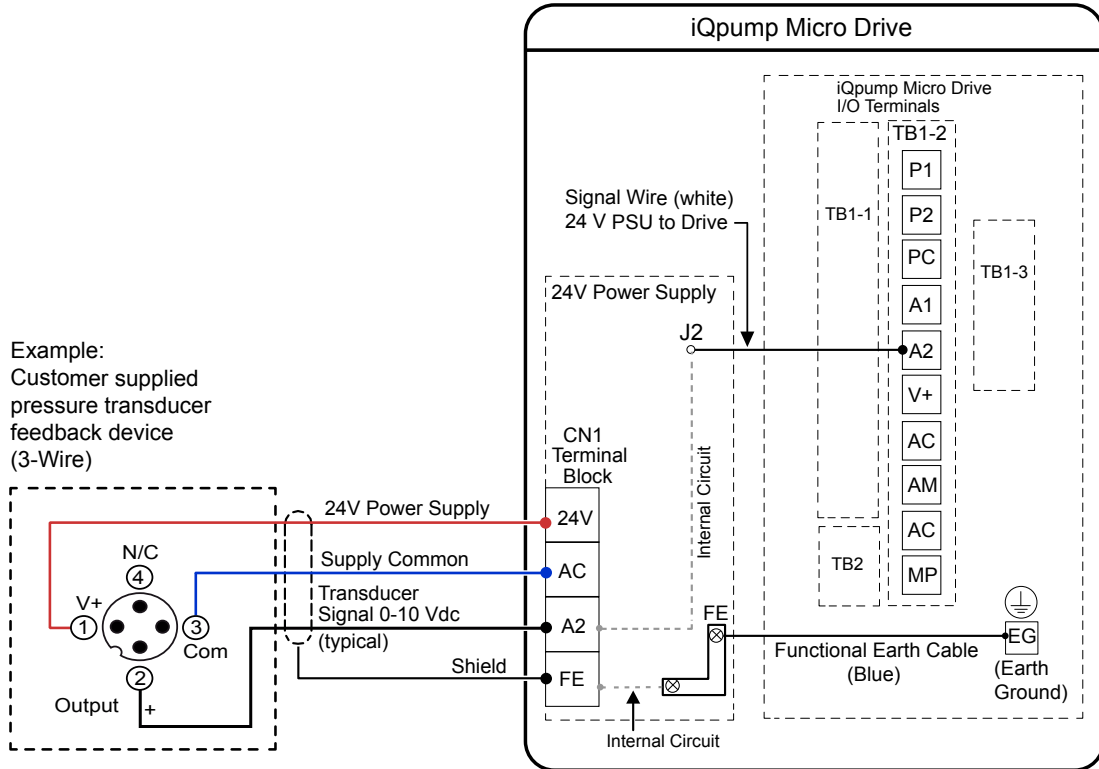 iQpump Micro Drive
iQpump Micro Drive
I/O Terminals
TB1-2
P1
P2
PC
A1
A2
V+
AC
AM
AC
MP
TB1-1
TB1-3
TB2
Signal Wire (white)
24 V PSU to Drive
24V Power Supply
J2
CN1
Terminal
Block
24V
AC
A2
FE
Internal Circuit
Internal Circuit
FE
Functional Earth Cable
(Blue)
EG
(Earth
Ground)
Example:
Customer supplied
pressure transducer
feedback device
(3-Wire)
24V Power Supply
Supply Common
Transducer
Signal 0-10 Vdc
(typical)
Shield
N/C
4
V+
1
3
Com
2
Output
+